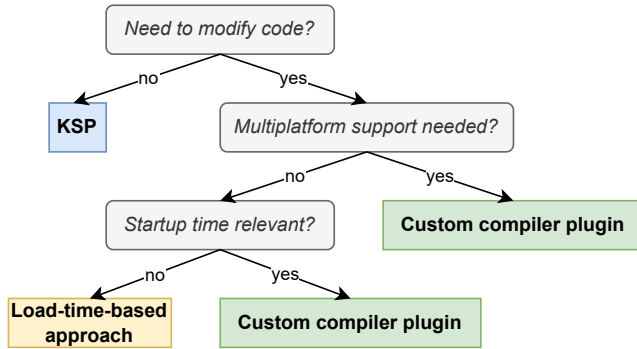 Need to modify code?
no
yes
KSP
Multiplatform support needed?
no
yes
Startup time relevant?
Custom compiler plugin
no
yes
Load-time-based
approach
Custom compiler plugin